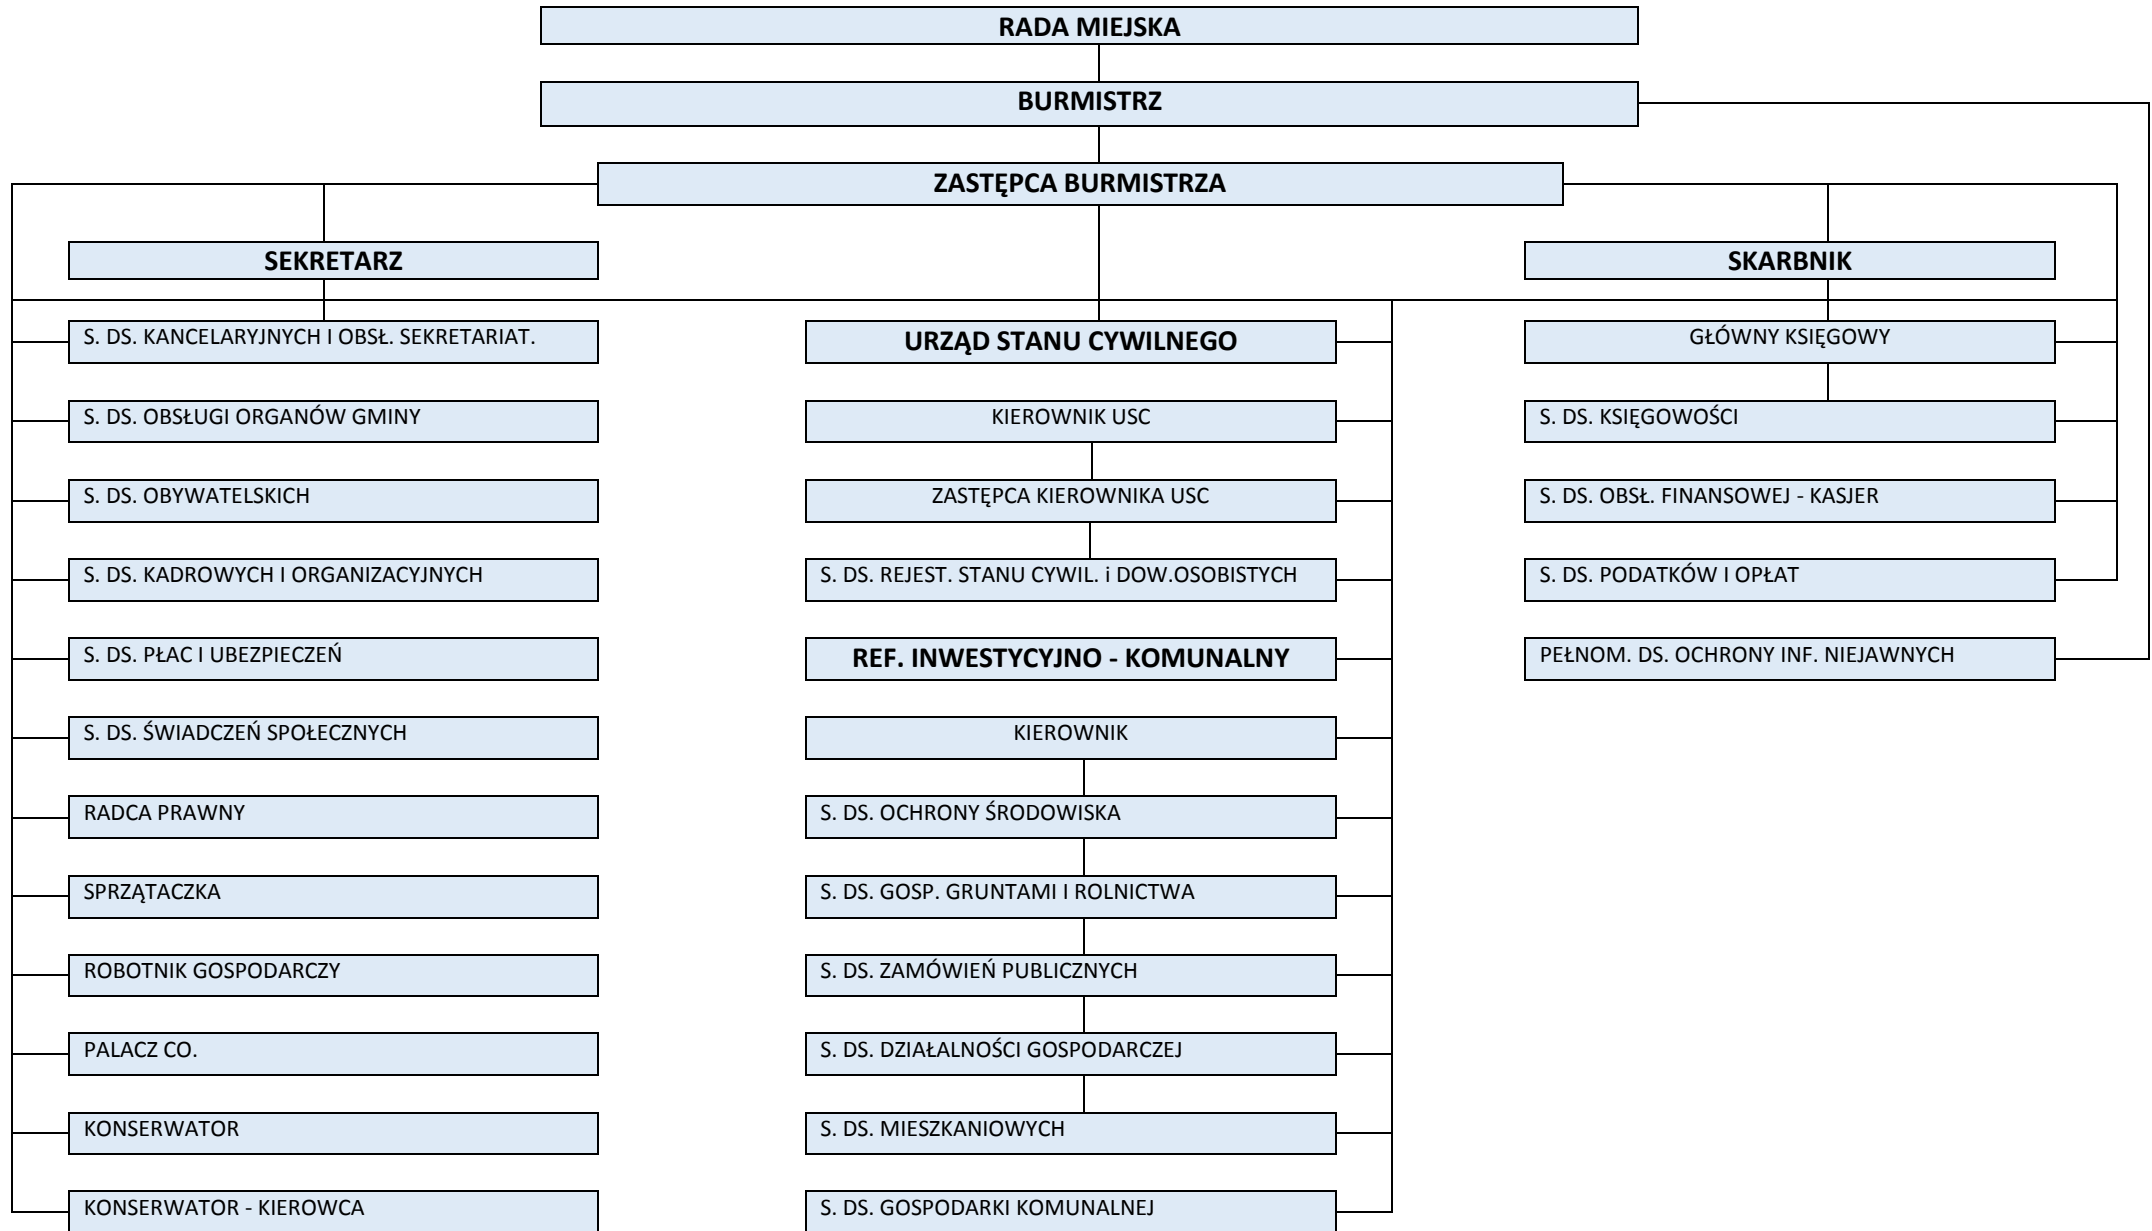 RADA MIEJSKA
BURMISTRZ
ZASTĘPCA BURMISTRZA
SEKRETARZ
SKARBNIK
S. DS. KANCELARYJNYCH I OBSŁ. SEKRETARIAT.
S. DS. OBSŁUGI ORGANÓW GMINY
S. DS. OBYWATELSKICH
S. DS. KADROWYCH I ORGANIZACYJNYCH
S. DS. PŁAC I UBEZPIECZEŃ
S. DS. ŚWIADCZEŃ SPOŁECZNYCH
RADCA PRAWNY
SPRZĄTACZKA
ROBOTNIK GOSPODARCZY
PALACZ CO.
KONSERWATOR
KONSERWATOR - KIEROWCA
URZĄD STANU CYWILNEGO
KIEROWNIK USC
ZASTĘPCA KIEROWNIKA USC
S. DS. REJEST. STANU CYWIL. i DOW.OSOBISTYCH
REF. INWESTYCYJNO - KOMUNALNY
KIEROWNIK
S. DS. OCHRONY ŚRODOWISKA
S. DS. GOSP. GRUNTAMI I ROLNICTWA
S. DS. ZAMÓWIEŃ PUBLICZNYCH
S. DS. DZIAŁALNOŚCI GOSPODARCZEJ
S. DS. MIESZKANIOWYCH
S. DS. GOSPODARKI KOMUNALNEJ
GŁÓWNY KSIĘGOWY
S. DS. KSIĘGOWOŚCI
S. DS. OBSŁ. FINANSOWEJ - KASJER
S. DS. PODATKÓW I OPŁAT
PEŁNOM. DS. OCHRONY INF. NIEJAWNYCH